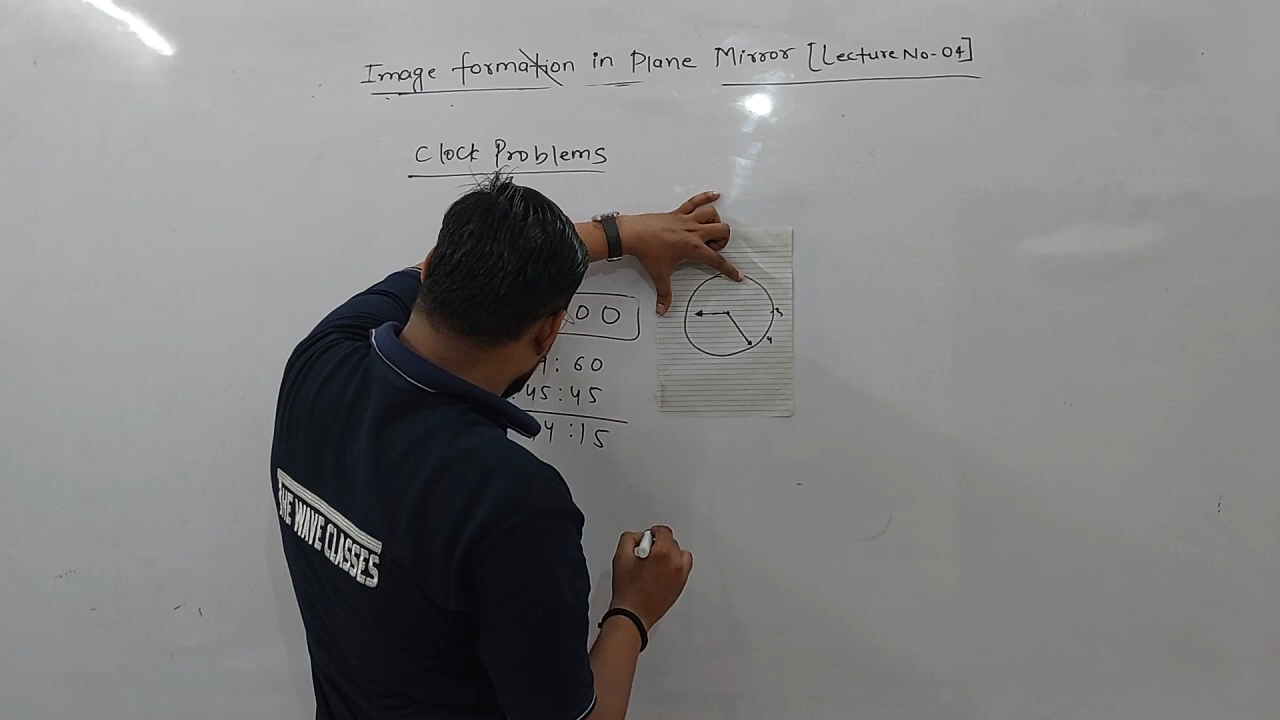 Image formation in Plane Mirror [Lecture No-04]
Clock Problems
00
: 60
45:45
4:15
3
4
THE WAVE CLASSES